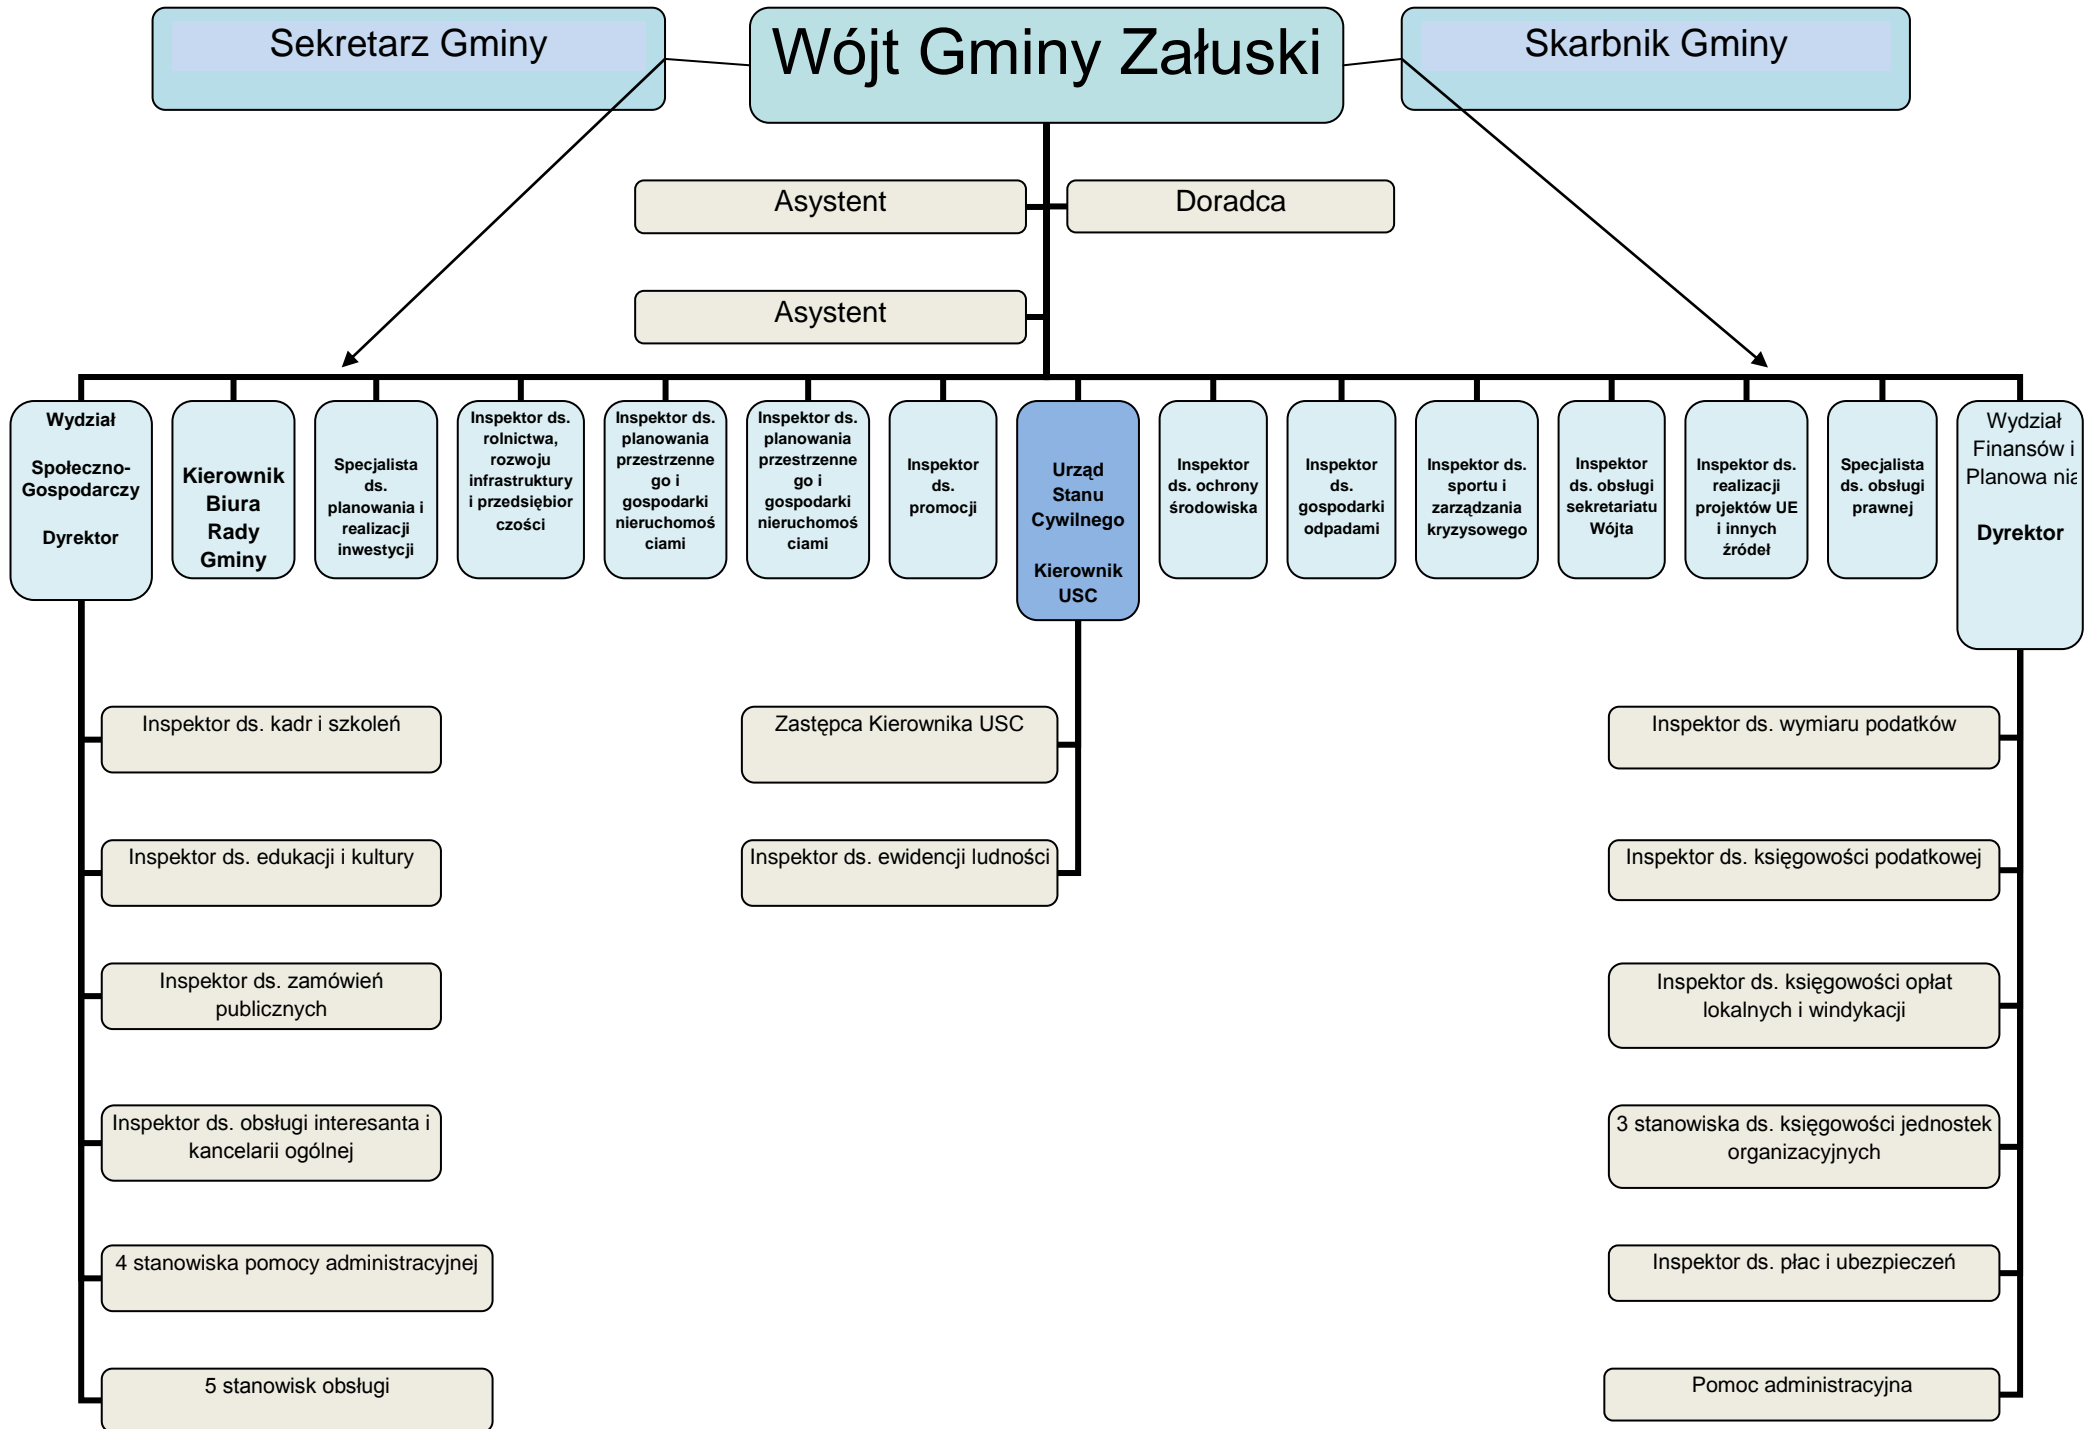 Sekretarz Gminy
Wójt Gminy Załuski
Skarbnik Gminy
Asystent
Doradca
Asystent
Wydział
Społeczno-
Gospodarczy
Dyrektor
Kierownik
Biura
Rady
Gminy
Specjalista
ds.
planowania i
realizacji
inwestycji
Inspektor ds.
rolnictwa,
rozwoju
infrastruktury
i przedsiębior
czości
Inspektor ds.
planowania
przestrzenne
go i
gospodarki
nieruchomoś
ciami
Inspektor ds.
planowania
przestrzenne
go i
gospodarki
nieruchomoś
ciami
Inspektor
ds.
promocji
Urząd
Stanu
Cywilnego
Kierownik
USC
Inspektor
ds. ochrony
środowiska
Inspektor
ds.
gospodarki
odpadami
Inspektor ds.
sportu i
zarządzania
kryzysowego
Inspektor
ds. obsługi
sekretariatu
Wójta
Inspektor ds.
realizacji
projektów UE
i innych
źródeł
Specjalista
ds. obsługi
prawnej
Wydział
Finansów i
Planowa nia
Dyrektor
Inspektor ds. kadr i szkoleń
Inspektor ds. edukacji i kultury
Inspektor ds. zamówień
publicznych
Inspektor ds. obsługi interesanta i
kancelarii ogólnej
4 stanowiska pomocy administracyjnej
5 stanowisk obsługi
Zastępca Kierownika USC
Inspektor ds. ewidencji ludności
Inspektor ds. wymiaru podatków
Inspektor ds. księgowości podatkowej
Inspektor ds. księgowości opłat
lokalnych i windykacji
3 stanowiska ds. księgowości jednostek
organizacyjnych
Inspektor ds. płac i ubezpieczeń
Pomoc administracyjna